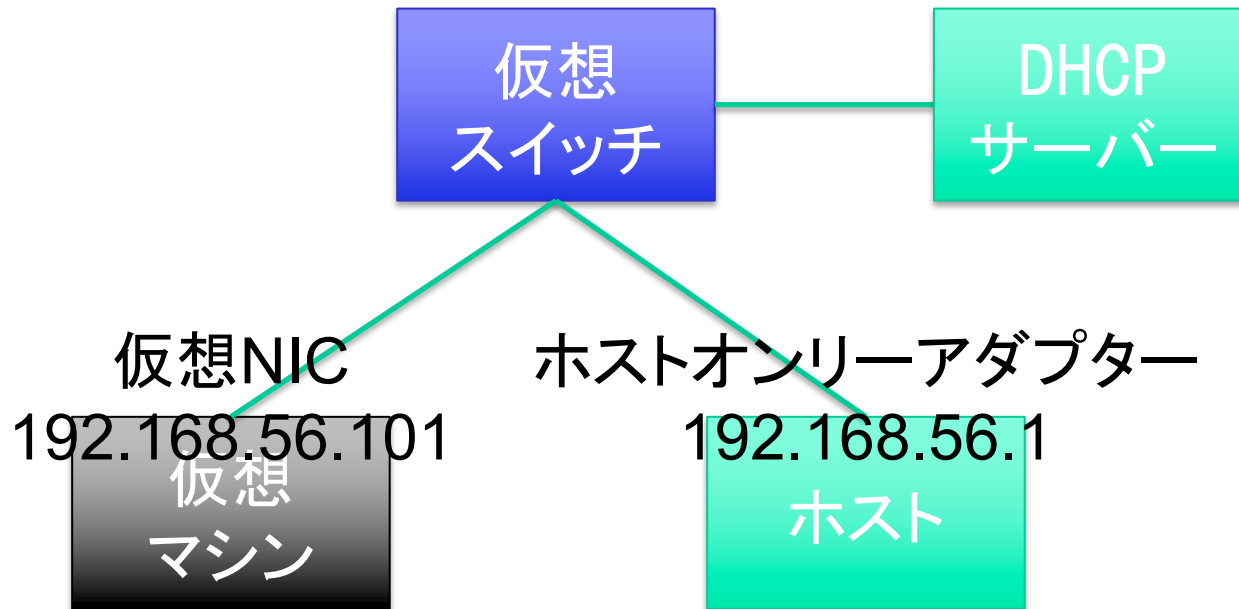 仮想
スイッチ
DHCP
サーバー
仮想NIC
192.168.56.101
ホストオンリーアダプター
192.168.56.1
仮想
マシン
ホスト